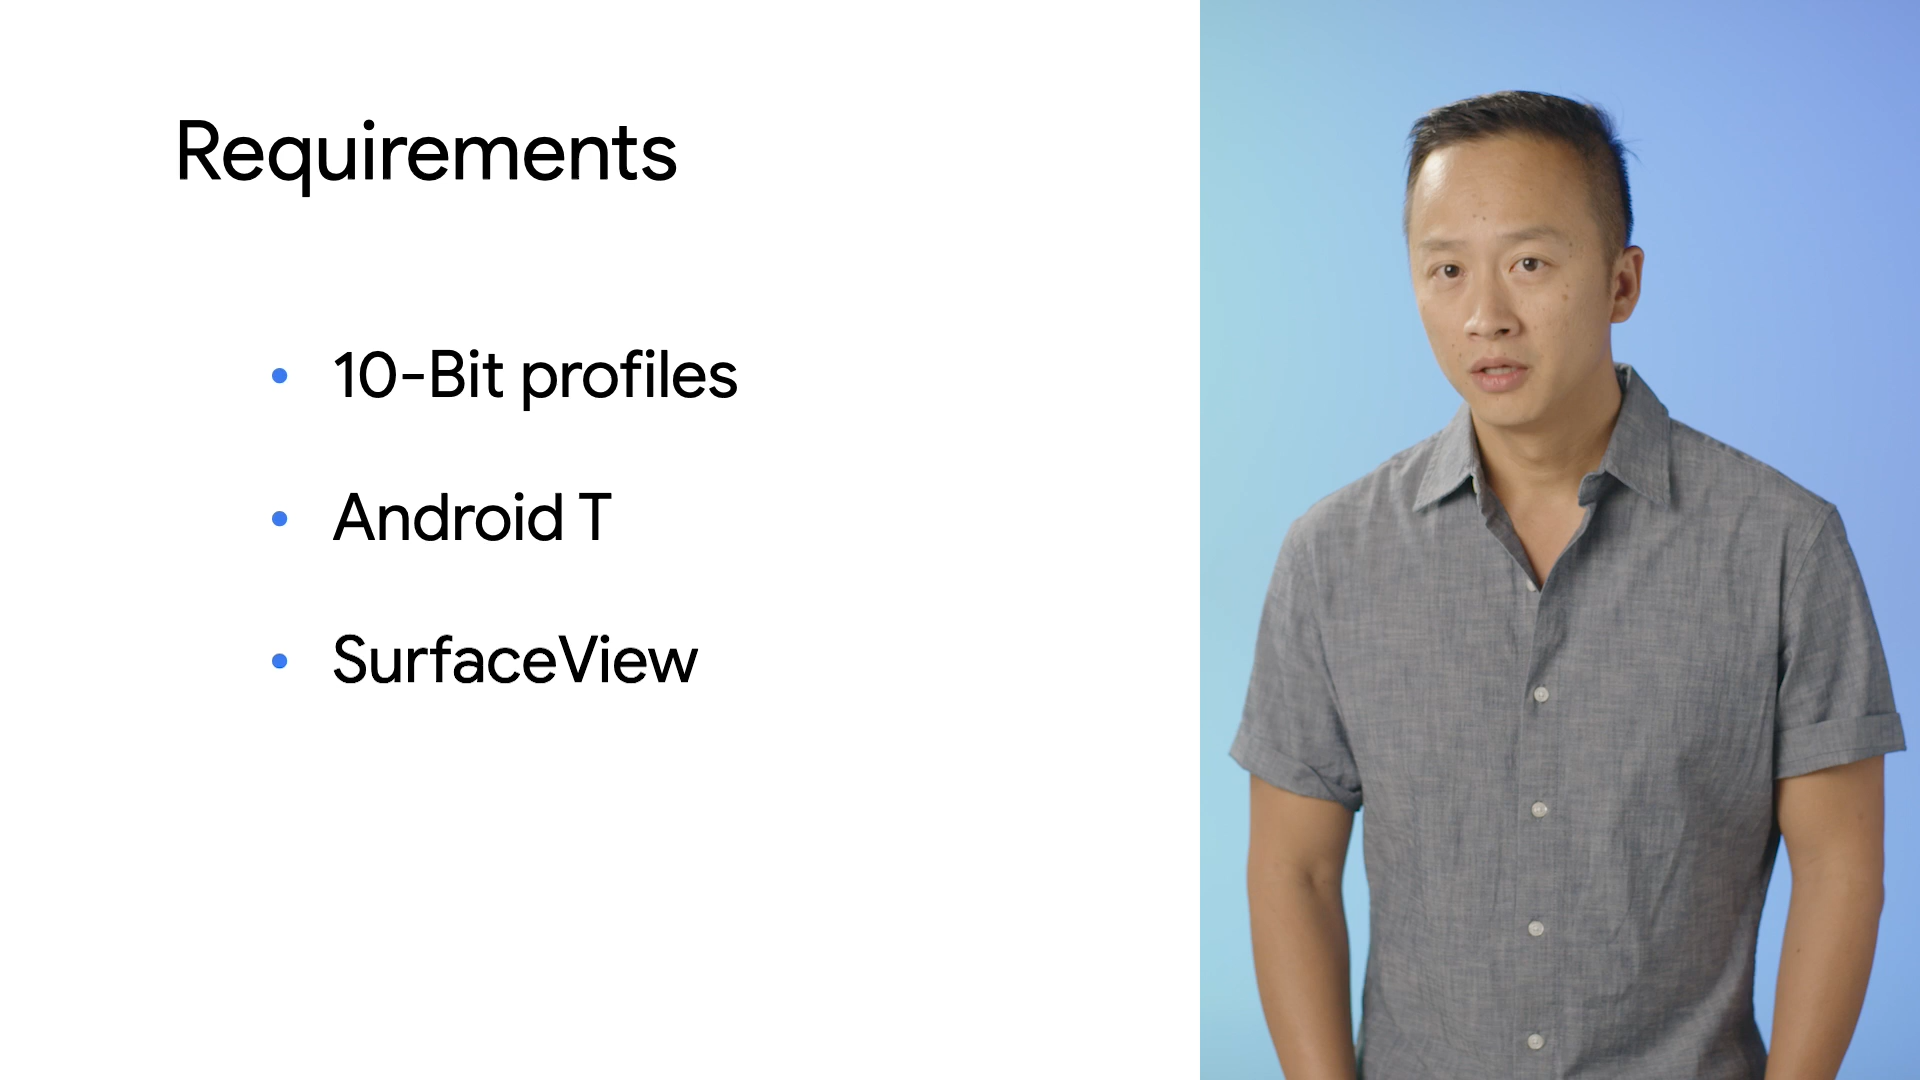 Requirements
10-Bit profiles
Android T
SurfaceView